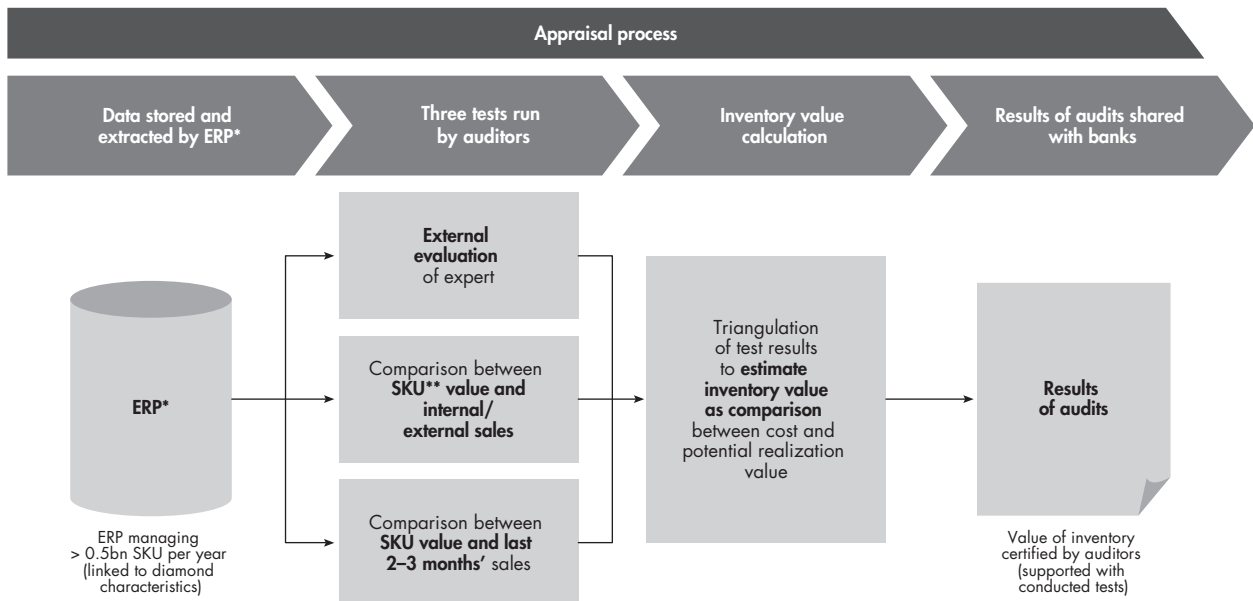 Appraisal process
Data stored and
extracted by ERP*
Three tests run
by auditors
Inventory value
calculation
Results of audits shared
with banks
ERP*
ERP managing
> 0.5bn SKU per year
(linked to diamond
characteristics)
External
evaluation
of expert
Comparison between
SKU** value and
internal/
external sales
Comparison between
SKU value and last
2–3 months’ sales
Triangulation
of test results
to estimate
inventory value
as comparison
between cost and
potential realization
value
Results
of audits
Value of inventory
certified by auditors
(supported with
conducted tests)